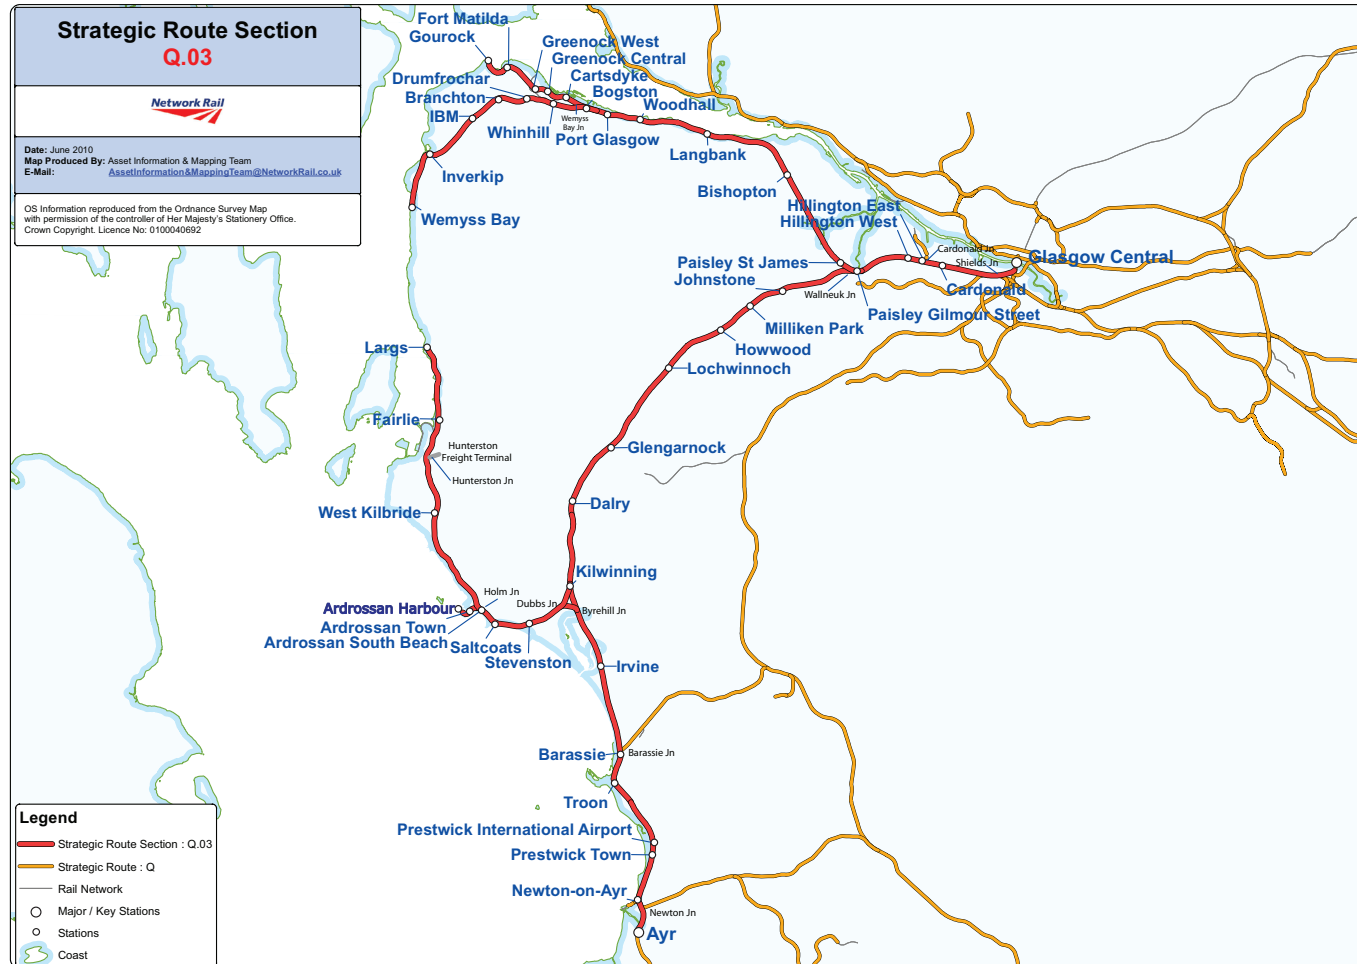 Strategic Route Section
Q.03
Network Rail
Date: June 2010
Map Produced By: Asset Information & Mapping Team
E-Mail: AssetInformation&MappingTeam@NetworkRail.co.uk
OS Information reproduced from the Ordnance Survey Map
with permission of the controller of Her Majesty's Stationery Office.
Crown Copyright. Licence No: 0100040692
Fort Matilda
Gourock
Greenock West
Greenock Central
Cartsdyke
Bogston
Drumfrochar
Branchton
IBM
Woodhall
Wemyss
Bay Jn
Whinhill
Port Glasgow
Langbank
Inverkip
Bishopton
Wemyss Bay
Hillington East
Hillington West
Cardonald Jn
Shields Jn
Glasgow Central
Paisley St James
Johnstone
Wallneuk Jn
Cardonald
Paisley Gilmour Street
Milliken Park
Howwood
Lochwinnoch
Largs
Fairlie
Hunterston
Freight Terminal
Hunterston Jn
Glengarnock
West Kilbride
Dalry
Kilwinning
Holm Jn
Dubbs Jn
Byrehill Jn
Ardrossan Harbour
Ardrossan Town
Ardrossan South Beach
Saltcoats
Stevenston
Irvine
Barassie
Barassie Jn
Troon
Prestwick International Airport
Prestwick Town
Newton-on-Ayr
Newton Jn
Ayr
Legend
Strategic Route Section : Q.03
Strategic Route : Q
Rail Network
Major / Key Stations
Stations
Coast